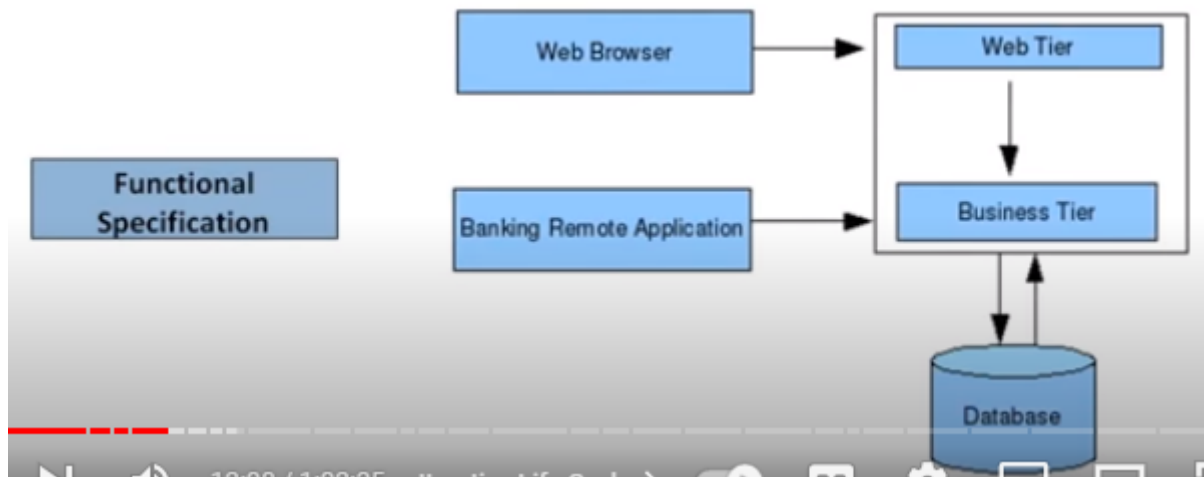 Web Browser
Web Tier
Functional
Specification
Banking Remote Application
Business Tier
Database